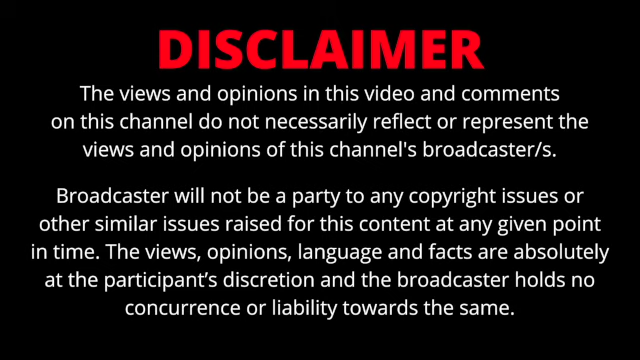 DISCLAIMER
The views and opinions in this video and comments
on this channel do not necessarily reflect or represent the
views and opinions of this channel's broadcaster/s.
Broadcaster will not be a party to any copyright issues or
other similar issues raised for this content at any given point
in time. The views, opinions, language and facts are absolutely
at the participant’s discretion and the broadcaster holds no
concurrence or liability towards the same.